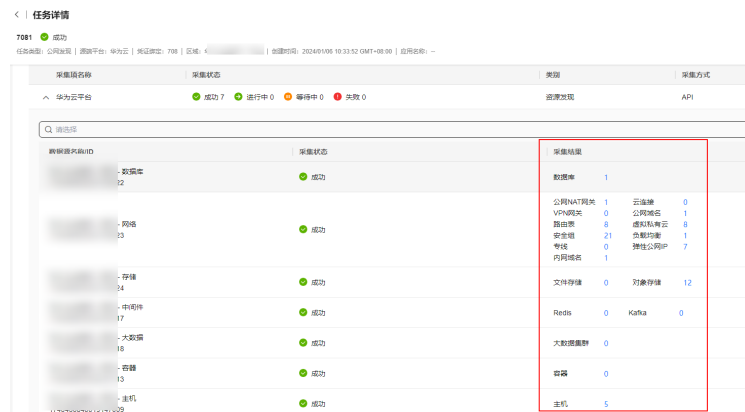 任务详情
7081 成功
任务类型：公网发现 | 源端平台：华为云 | 凭证绑定：708 | 区域： | 创建时间：2024/01/06 10:33:52 GMT+08:00 | 应用名称：--
采集项名称 采集状态 类别 采集方式
华为云平台 成功 7 进行中 0 等待中 0 失败 0 资源发现 API
请选择
数据源名称/ID 采集状态 采集结果
- 数据库
22 成功 数据库 1
公网NAT网关 1 云连接 0
VPN网关 0 公网域名 1
- 网络 路由表 8 虚拟私有云 8
23 成功 安全组 21 负载均衡 1
专线 0 弹性公网IP 7
内网域名 1
- 存储
24 成功 文件存储 0 对象存储 12
- 中间件
17 成功 Redis 0 Kafka 0
- 大数据
18 成功 大数据集群 0
- 容器
13 成功 容器 0
- 主机
成功 主机 5